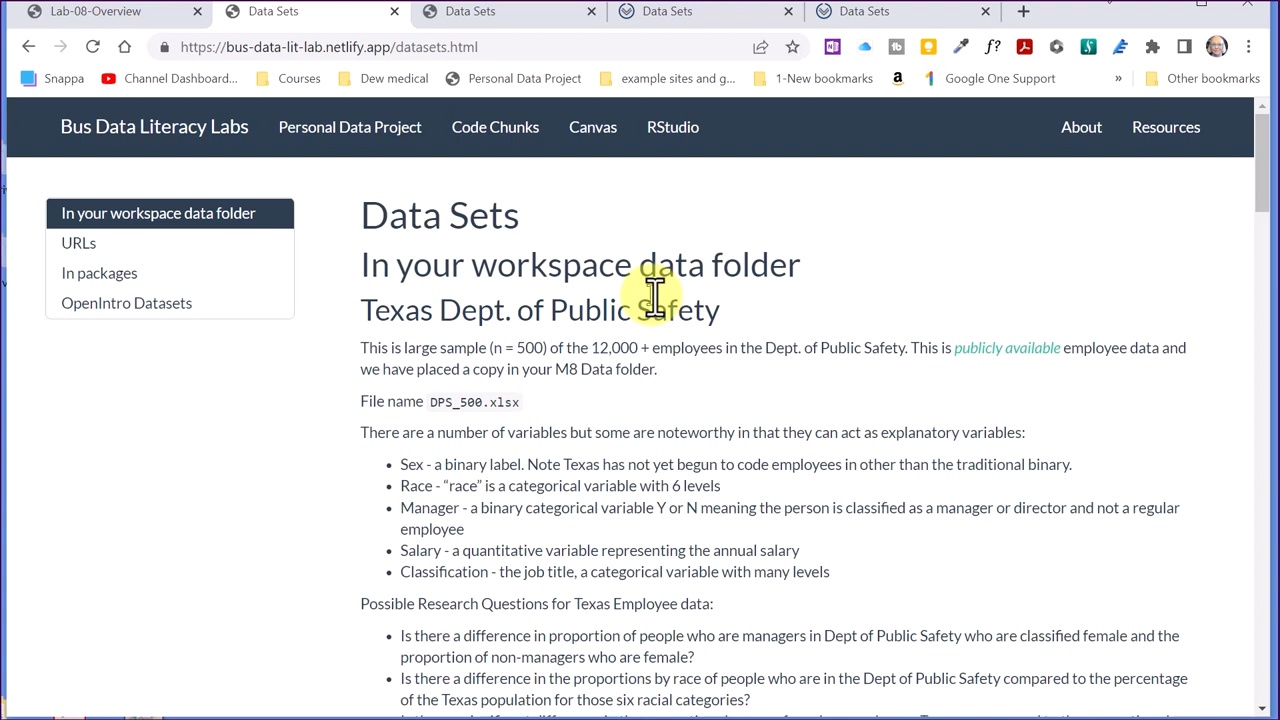 Lab-08-Overview
Data Sets
Data Sets
Data Sets
Data Sets
https://bus-data-lit-lab.netlify.app/datasets.html
f?
Snappa
Channel Dashboard...
Courses
Dew medical
Personal Data Project
example sites and g...
1-New bookmarks
Google One Support
»
Other bookmarks
Bus Data Literacy Labs
Personal Data Project
Code Chunks
Canvas
RStudio
About
Resources
In your workspace data folder
URLs
In packages
OpenIntro Datasets
Data Sets
In your workspace data folder
Texas Dept. of Public Safety
This is large sample (n = 500) of the 12,000 + employees in the Dept. of Public Safety. This is publicly available employee data and
we have placed a copy in your M8 Data folder.
File name DPS_500.xlsx
There are a number of variables but some are noteworthy in that they can act as explanatory variables:
• Sex - a binary label. Note Texas has not yet begun to code employees in other than the traditional binary.
• Race - “race” is a categorical variable with 6 levels
• Manager - a binary categorical variable Y or N meaning the person is classified as a manager or director and not a regular
employee
• Salary - a quantitative variable representing the annual salary
• Classification - the job title, a categorical variable with many levels
Possible Research Questions for Texas Employee data:
• Is there a difference in proportion of people who are managers in Dept of Public Safety who are classified female and the
proportion of non-managers who are female?
• Is there a difference in the proportions by race of people who are in the Dept of Public Safety compared to the percentage
of the Texas population for those six racial categories?